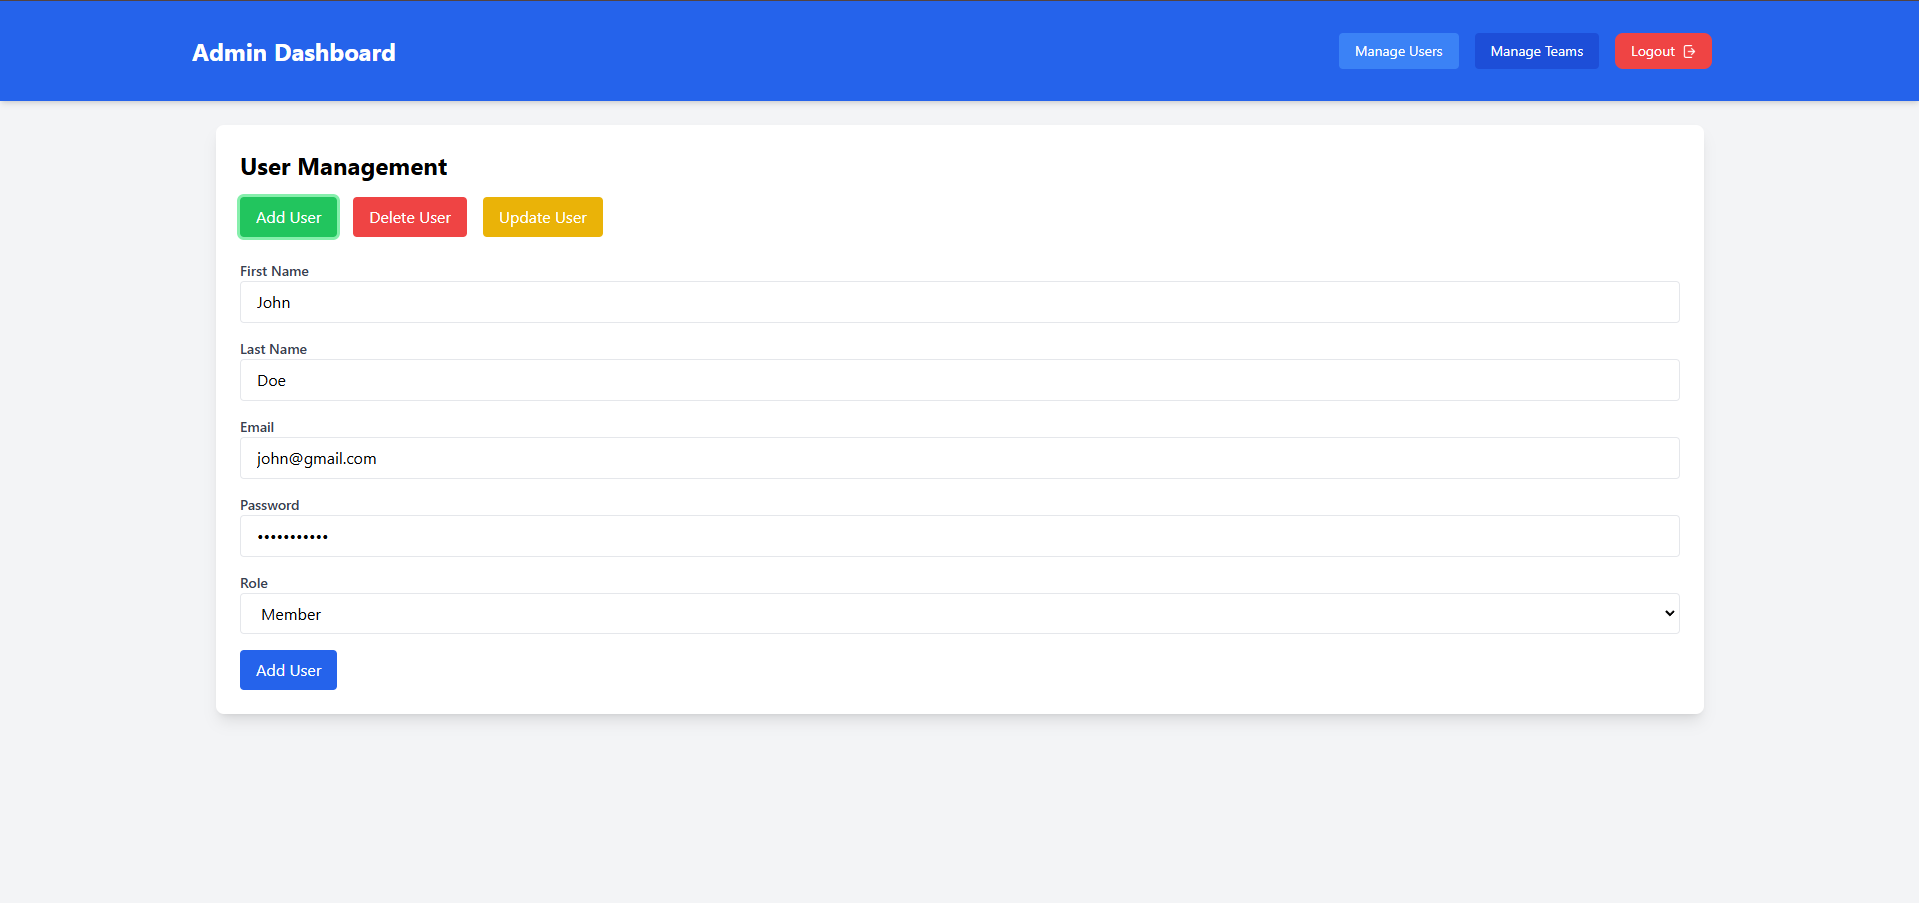 Admin Dashboard
Manage Users
Manage Teams
Logout
User Management
Add User
Delete User
Update User
First Name
John
Last Name
Doe
Email
john@gmail.com
Password
•••••••••••
Role
Member
Add User